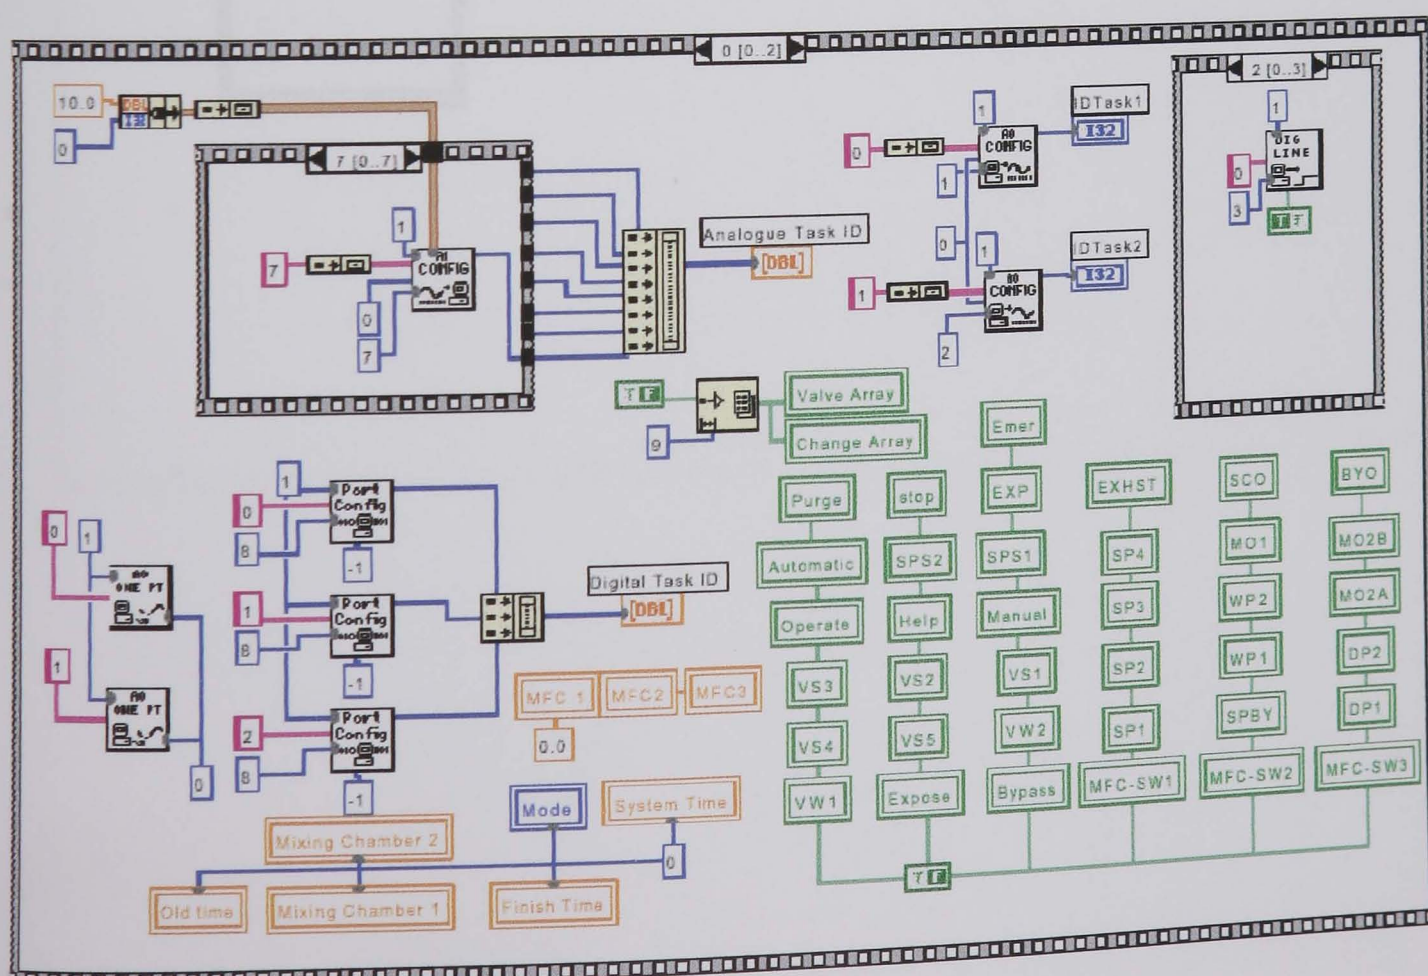 0 [0..2]
10.0
DBL
I32
0
7 [0..7]
1
7
AI
CONFIG
0
7
Analogue Task ID
[DBL]
1
0
AO
CONFIG
1
IDTask1
I32
0
1
1
AO
CONFIG
2
IDTask2
I32
2 [0..3]
1
0
DIG
LINE
3
T F
T F
9
Valve Array
Change Array
0
1
AO
ONE PT
1
AO
ONE PT
0
1
0
8
Port
Config
-1
1
8
Port
Config
-1
2
8
Port
Config
-1
Digital Task ID
[DBL]
MFC 1
MFC2
MFC3
0.0
Mixing Chamber 2
Mode
System Time
0
Old time
Mixing Chamber 1
Finish Time
Purge
Automatic
Operate
VS3
VS4
VW1
stop
SPS2
Help
VS2
VS5
Expose
Emer
EXP
SPS1
Manual
VS1
VW2
Bypass
EXHST
SP4
SP3
SP2
SP1
MFC-SW1
SCO
MO1
WP2
WP1
SPBY
MFC-SW2
BYO
MO2B
MO2A
DP2
DP1
MFC-SW3
T F